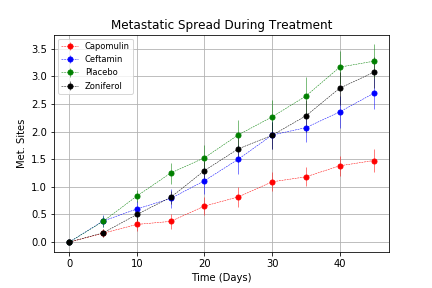 Metastatic Spread During Treatment
Capomulin
Ceftamin
Placebo
Zoniferol
3.5
3.0
2.5
2.0
1.5
1.0
0.5
0.0
Met. Sites
0 10 20 30 40
Time (Days)